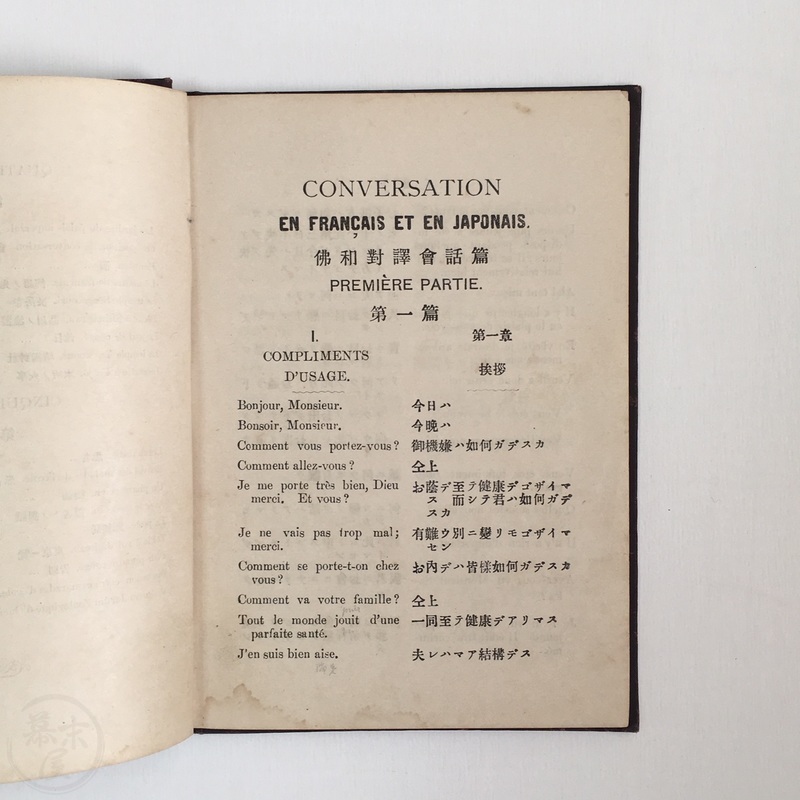 CONVERSATION
EN FRANÇAIS ET EN JAPONAIS.
佛和對譯會話篇
PREMIÈRE PARTIE.
第一篇
I.
第一章
COMPLIMENTS
D'USAGE.
挨拶
Bonjour, Monsieur. 今日ハ
Bonsoir, Monsieur. 今晩ハ
Comment vous portez-vous? 御機嫌ハ如何ガデスカ
Comment allez-vous? 仝上
Je me porte très bien, Dieu お蔭デ至テ健康デゴザイマ
merci. Et vous? ス 而シテ君ハ如何ガデ
スカ
Je ne vais pas trop mal; 有難ウ別ニ變リモゴザイマ
merci. セン
Comment se porte-t-on chez お內デハ皆樣如何ガデスカ
vous?
Comment va votre famille? 仝上
Tout le monde jouit d'une 一同至テ健康デアリマス
parfaite santé.
J'en suis bien aise. 夫レハマア結構デス
幕末屋